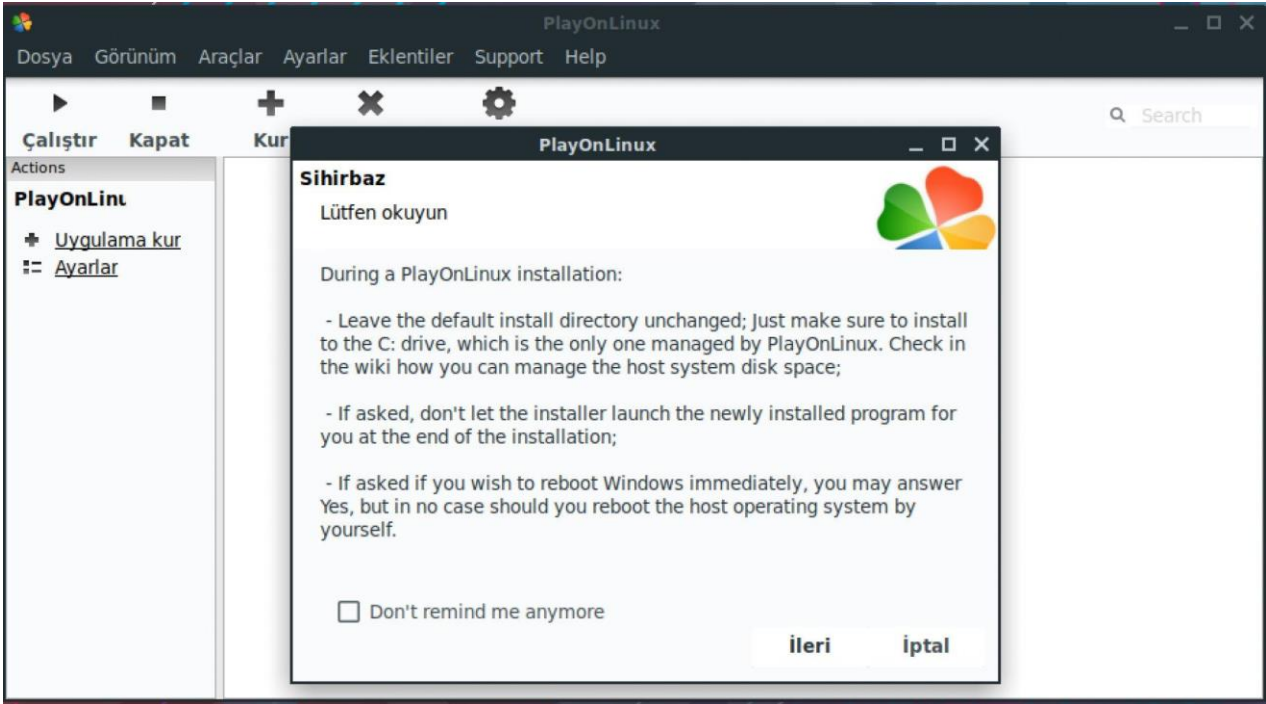 PlayOnLinux
Dosya Görünüm Araçlar Ayarlar Eklentiler Support Help
Çalıştır Kapat Kur
Search
Actions
PlayOnLinu
Uygulama kur
Ayarlar
PlayOnLinux
Sihirbaz
Lütfen okuyun
During a PlayOnLinux installation:
- Leave the default install directory unchanged; Just make sure to install
to the C: drive, which is the only one managed by PlayOnLinux. Check in
the wiki how you can manage the host system disk space;
- If asked, don't let the installer launch the newly installed program for
you at the end of the installation;
- If asked if you wish to reboot Windows immediately, you may answer
Yes, but in no case should you reboot the host operating system by
yourself.
Don't remind me anymore
İleri İptal